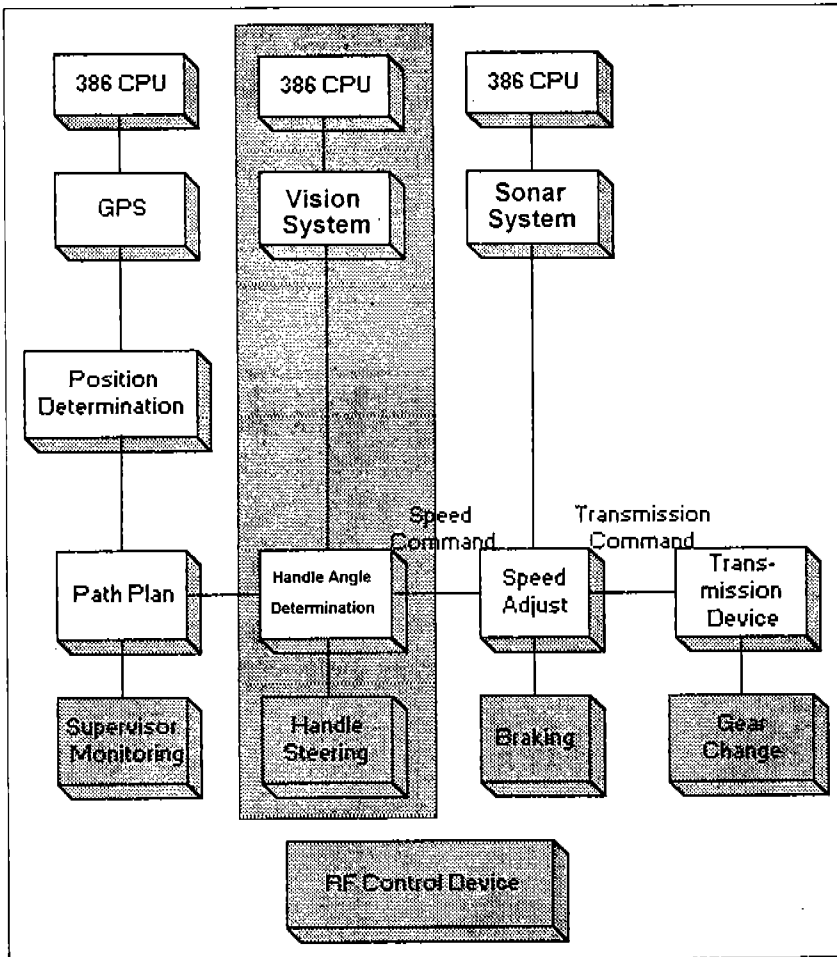 386 CPU
386 CPU
386 CPU
GPS
Vision
System
Sonar
System
Position
Determination
Speed
Command
Transmission
Command
Path Plan
Handle Angle
Determination
Speed
Adjust
Trans-
mission
Device
Supervisor
Monitoring
Handle
Steering
Braking
Gear
Change
RF Control Device